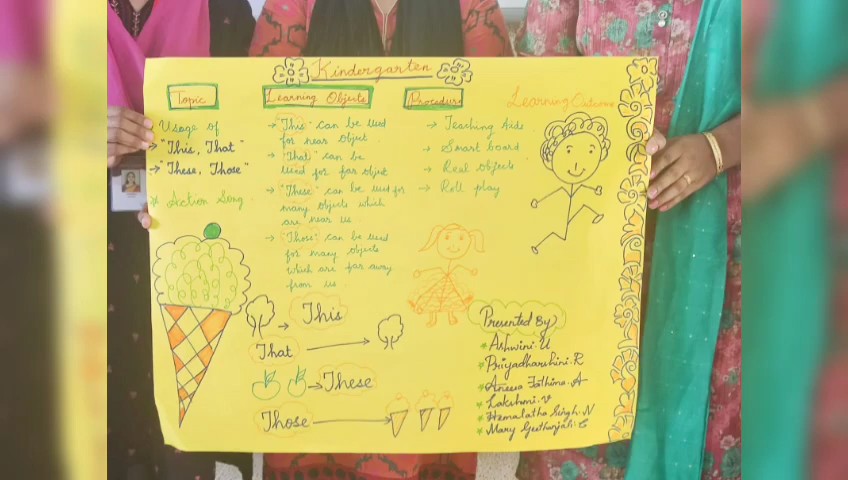 Kindergarten
Topic
Usage of
"This, That"
"These, Those"
Action Song
Learning Objects
"This" can be used
for near object
"That" can be
used for far object
"These" can be used for
many objects which
are near us
"Those" can be used
for many objects
which are far away
from us
Procedure
Teaching Aids
Smart board
Real objects
Roll play
Learning Outcome
This
That
These
Those
Presented By
Ashwini.U
Priyadharshini.R
Aneesa Fathima.A
Lakshmi.V
Hemalatha Singh.N
Mary Geethanjali.C